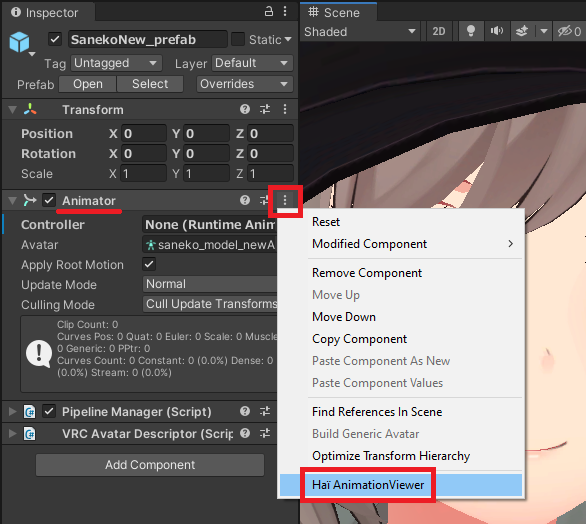 Inspector
SanekoNew_prefab
Static
Tag Untagged Layer Default
Prefab Open Select Overrides
Transform
Position X 0 Y 0 Z 0
Rotation X 0 Y 0 Z 0
Scale X 1 Y 1 Z 1
Animator
Controller None (Runtime Anim
Avatar saneko_model_newA
Apply Root Motion
Update Mode Normal
Culling Mode Cull Update Transforms
Clip Count: 0
Curves Pos: 0 Quat: 0 Euler: 0 Scale: 0 Muscle
0 Generic: 0 PPtr: 0
Curves Count: 0 Constant: 0 (0.0%) Dense: 0
(0.0%) Stream: 0 (0.0%)
Pipeline Manager (Script)
VRC Avatar Descriptor (Scrip
Add Component
Scene
Shaded 2D 0
Reset
Modified Component
Remove Component
Move Up
Move Down
Copy Component
Paste Component As New
Paste Component Values
Find References In Scene
Build Generic Avatar
Optimize Transform Hierarchy
Haï AnimationViewer